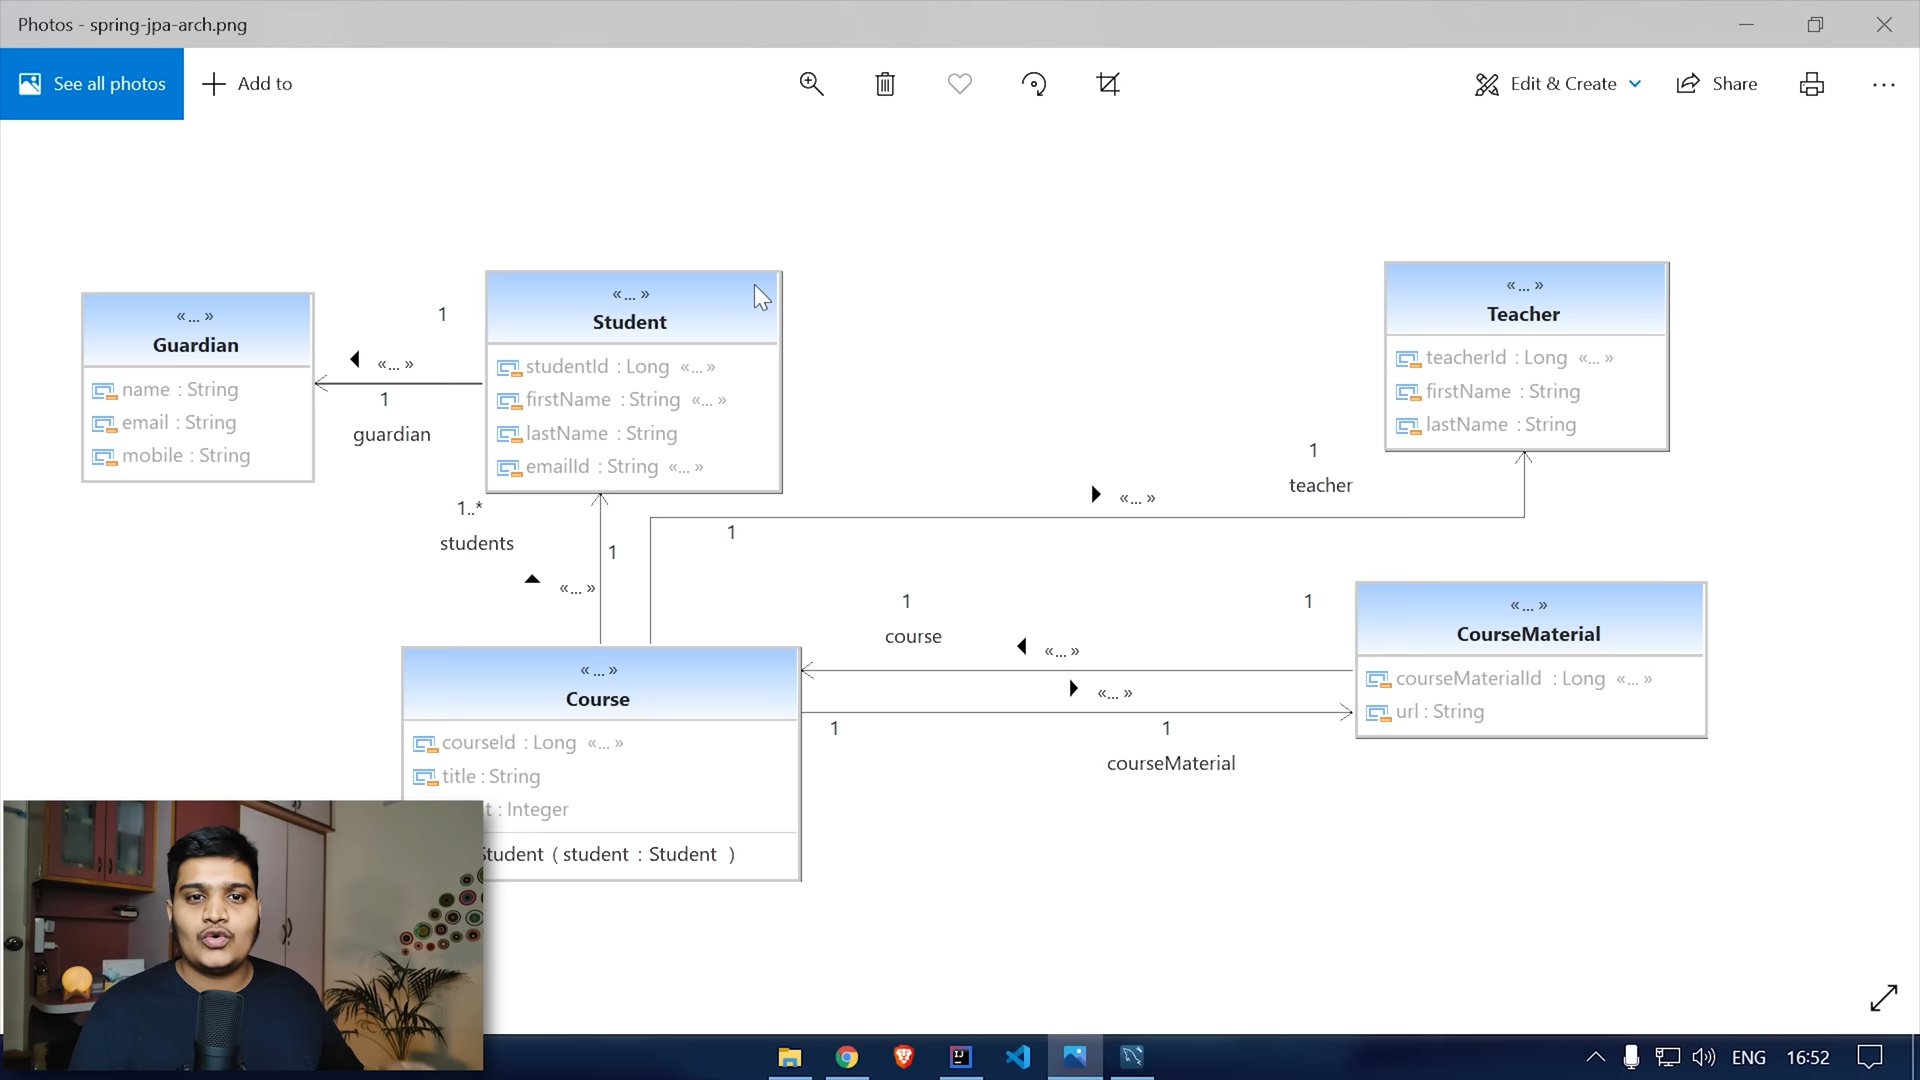 Photos - spring-jpa-arch.png
See all photos
Add to
Edit & Create
Share
«... »
Guardian
name : String
email : String
mobile : String
1
«... »
1
guardian
«... »
Student
studentId : Long «... »
firstName : String «... »
lastName : String
emailId : String «... »
«... »
Teacher
teacherId : Long «... »
firstName : String
lastName : String
1
teacher
«... »
1
1..*
students
1
«... »
1
course
«... »
1
«... »
1
1
courseMaterial
«... »
CourseMaterial
courseMaterialId : Long «... »
url : String
«... »
Course
courseId : Long «... »
title : String
t : Integer
Student ( student : Student )
ENG
16:52